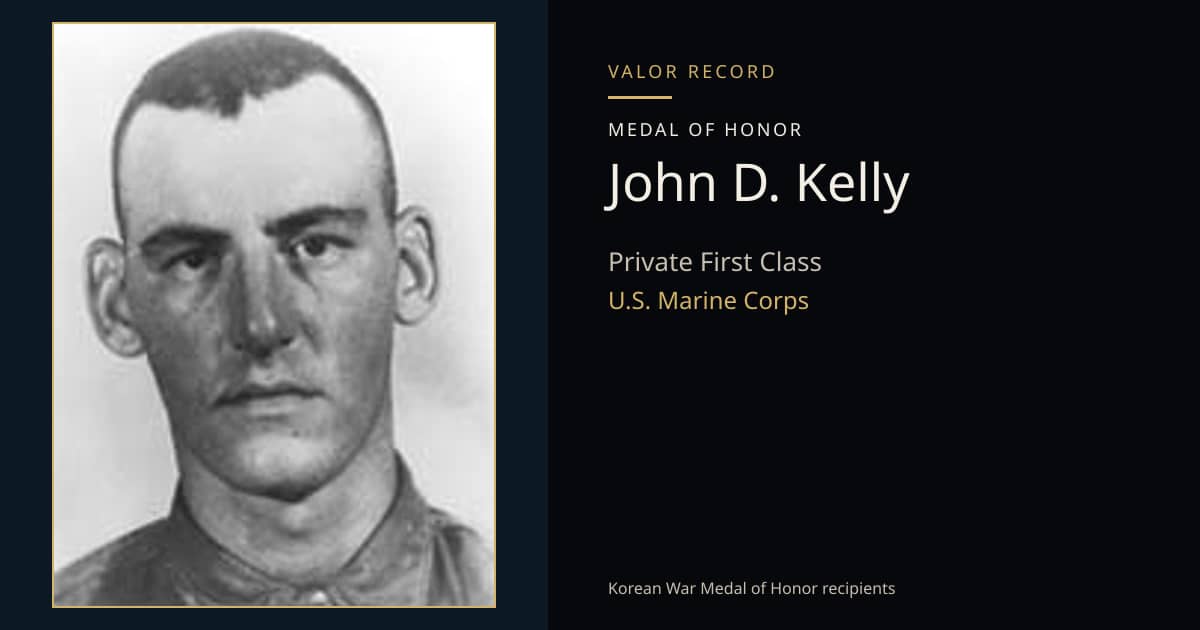 VALOR RECORD
MEDAL OF HONOR
John D. Kelly
Private First Class
U.S. Marine Corps
Korean War Medal of Honor recipients